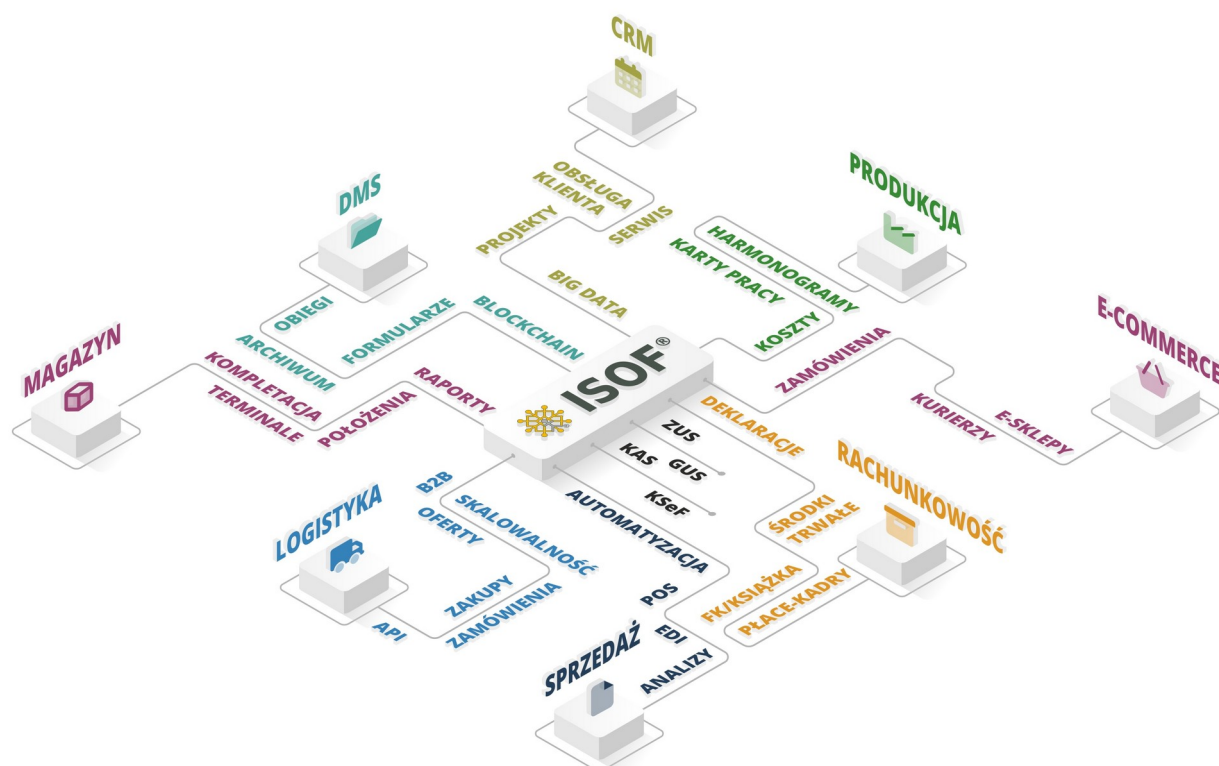 CRM
OBSŁUGA
KLIENTA
SERWIS
PROJEKTY
BIG DATA
PRODUKCJA
HARMONOGRAMY
KARTY PRACY
KOSZTY
DMS
OBIEGI
ARCHIWUM
FORMULARZE
BLOCKCHAIN
E-COMMERCE
ZAMÓWIENIA
KURIERZY
E-SKLEPY
MAGAZYN
KOMPLETACJA
TERMINALE
POŁOŻENIA
RAPORTY
ISOF®
DEKLARACJE
ZUS
GUS
KAS
KSeF
RACHUNKOWOŚĆ
ŚRODKI
TRWAŁE
FK/KSIĄŻKA
PŁACE-KADRY
LOGISTYKA
B2B
SKALOWALNOŚĆ
OFERTY
ZAKUPY
ZAMÓWIENIA
API
AUTOMATYZACJA
POS
EDI
ANALIZY
SPRZEDAŻ